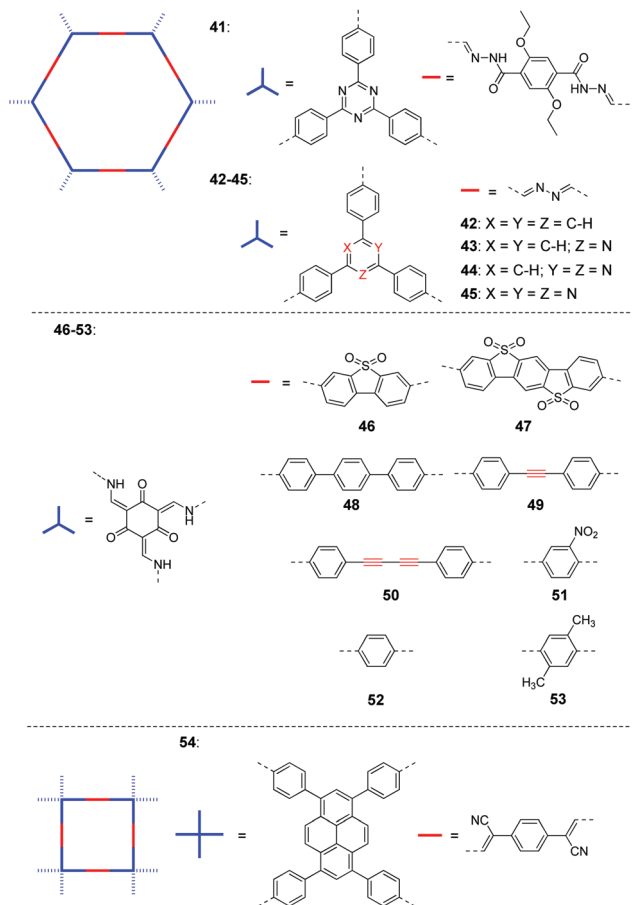 41:
=
N
N
N
=
N
NH
O
O
O
O
HN
N
42-45:
=
X
Y
Z
=
N
N
42: X = Y = Z = C-H
43: X = Y = C-H; Z = N
44: X = C-H; Y = Z = N
45: X = Y = Z = N
46-53:
=
O O
S
46
O O
S
S
O O
47
=
NH
O
N
H
O
O
NH
48
49
50
NO2
51
52
CH3
H3C
53
54:
=
=
NC
CN